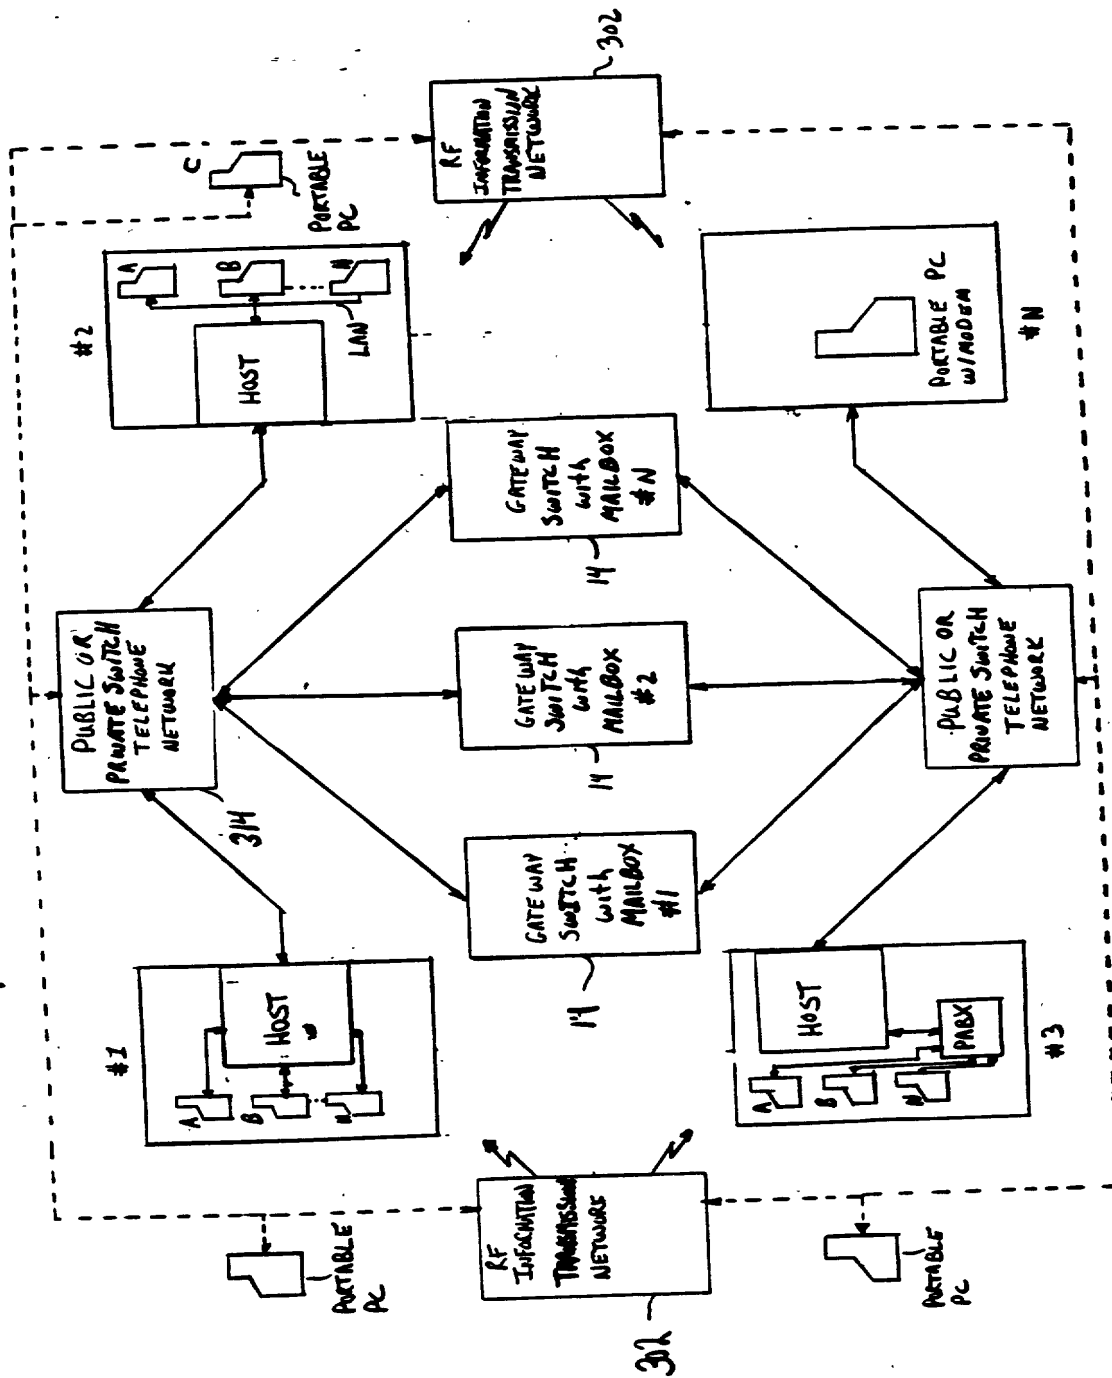 PORTABLE
PC
#1
A
B
N
HOST
PUBLIC OR
PRIVATE SWITCH
TELEPHONE
NETWORK
314
#2
HOST
A
B
N
LAN
C
PORTABLE
PC
RF
INFORMATION
TRANSMISSION
NETWORK
302
GATEWAY
SWITCH
with
MAILBOX
#1
14
GATEWAY
SWITCH
with
MAILBOX
#2
14
GATEWAY
SWITCH
with
MAILBOX
#N
14
RF
INFORMATION
TRANSMISSION
NETWORK
302
PORTABLE
PC
A
B
N
HOST
PABX
#3
PUBLIC OR
PRIVATE SWITCH
TELEPHONE
NETWORK
PORTABLE PC
W/MODEM
#N